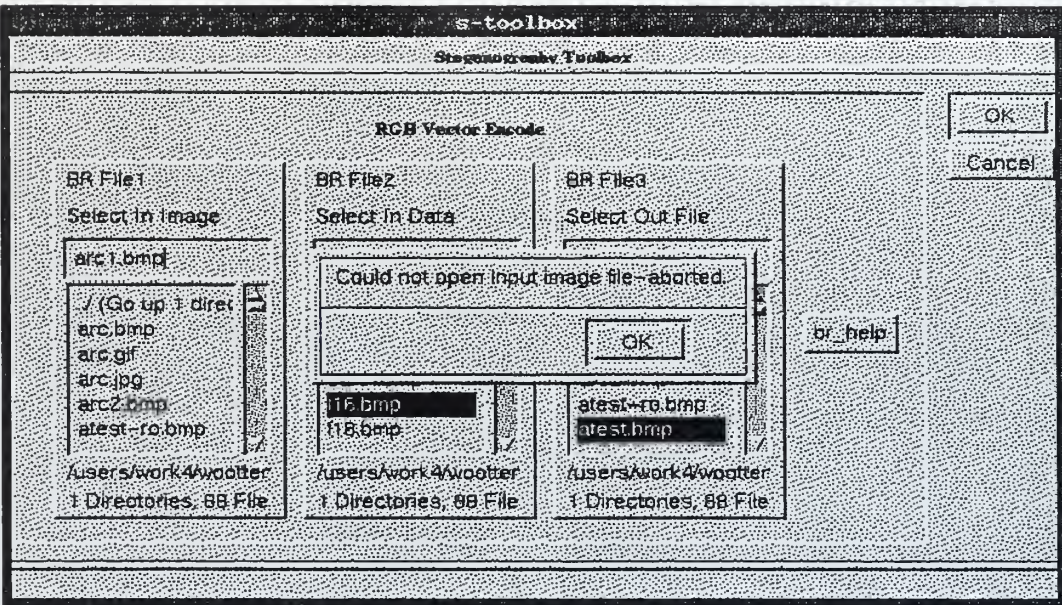 s-toolbox
Steganography Toolbox
RGB Vector Encode
OK
Cancel
BR File1
Select In Image
arc1.bmp
./ (Go up 1 direc
arc.bmp
arc.gif
arc.jpg
arc2.bmp
atest-ro.bmp
/users/work4/wootter
1 Directories, 88 File
BR File2
Select In Data
f16.bmp
f18.bmp
/users/work4/wootter
1 Directories, 88 File
BR File3
Select Out File
atest-ro.bmp
atest.bmp
/users/work4/wootter
1 Directories, 88 File
Could not open input image file-aborted.
OK
br_help